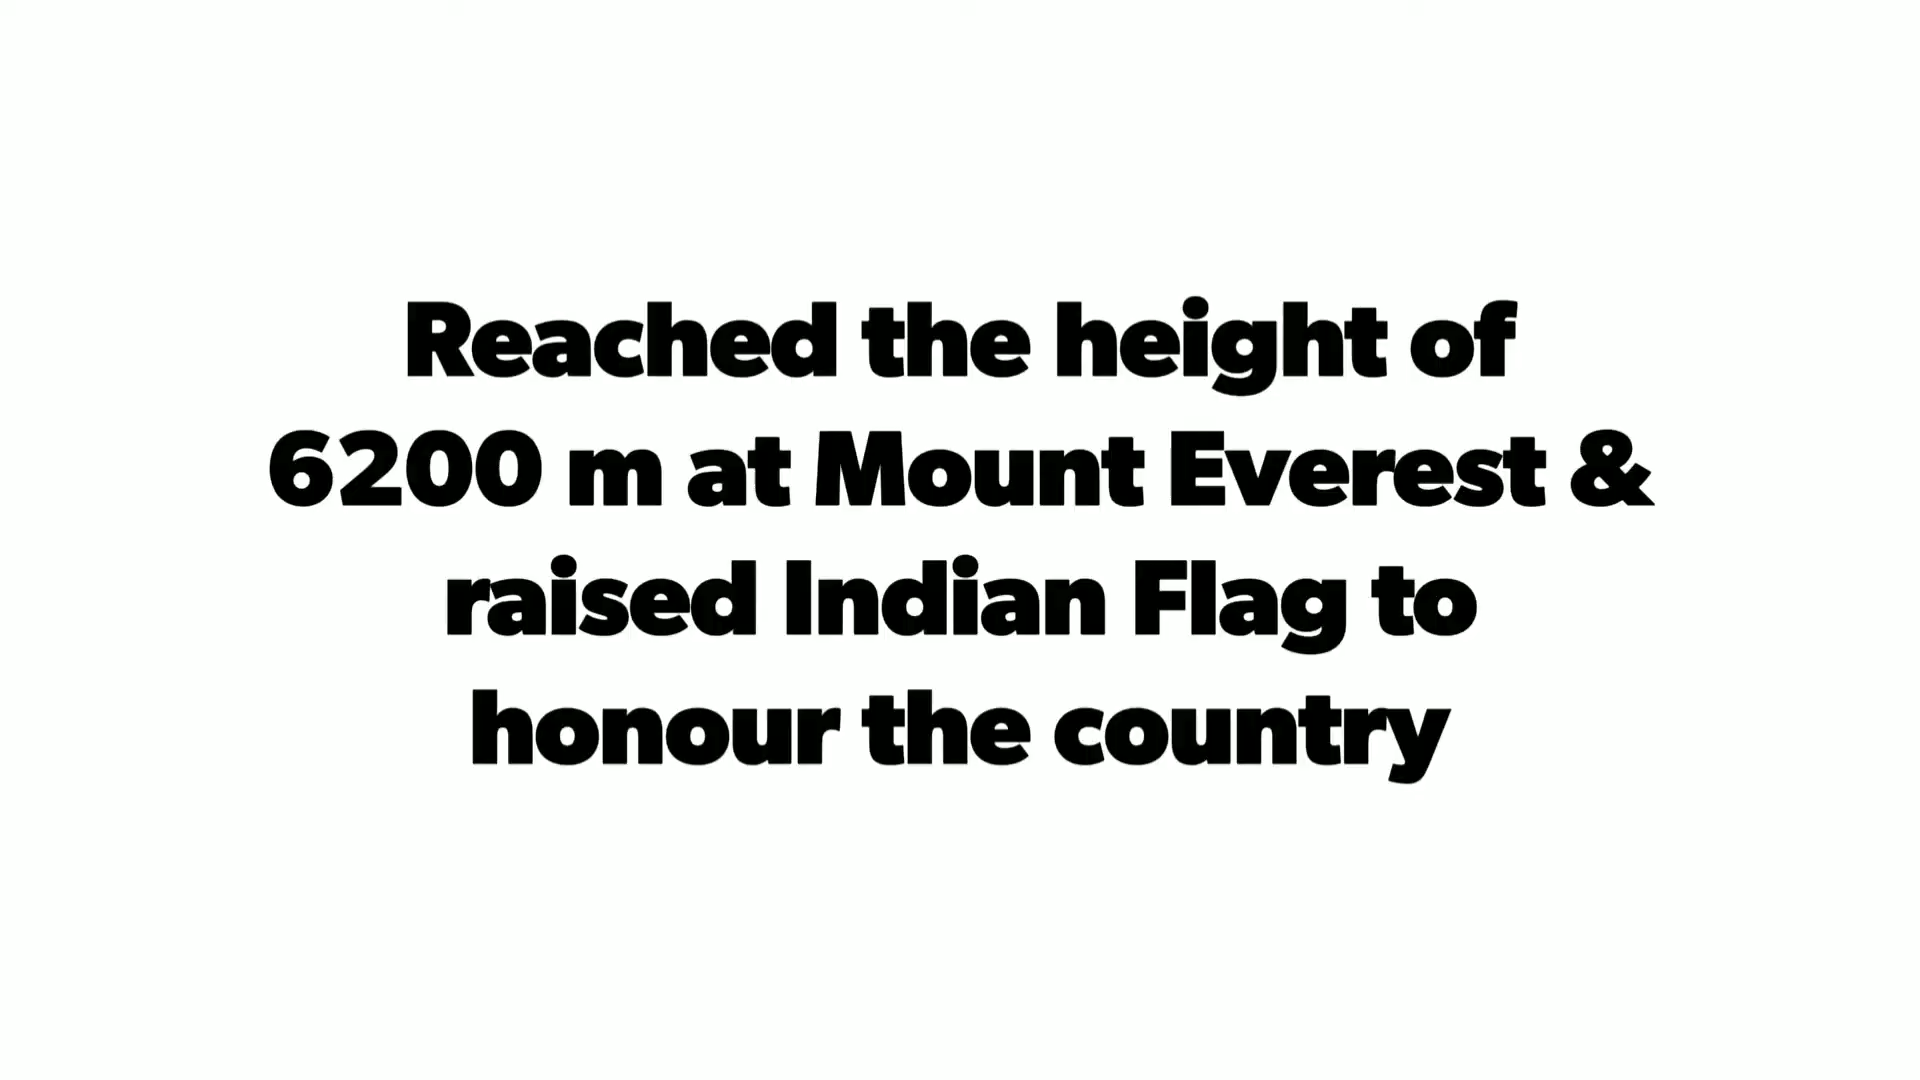 Reached the height of
6200 m at Mount Everest &
raised Indian Flag to
honour the country